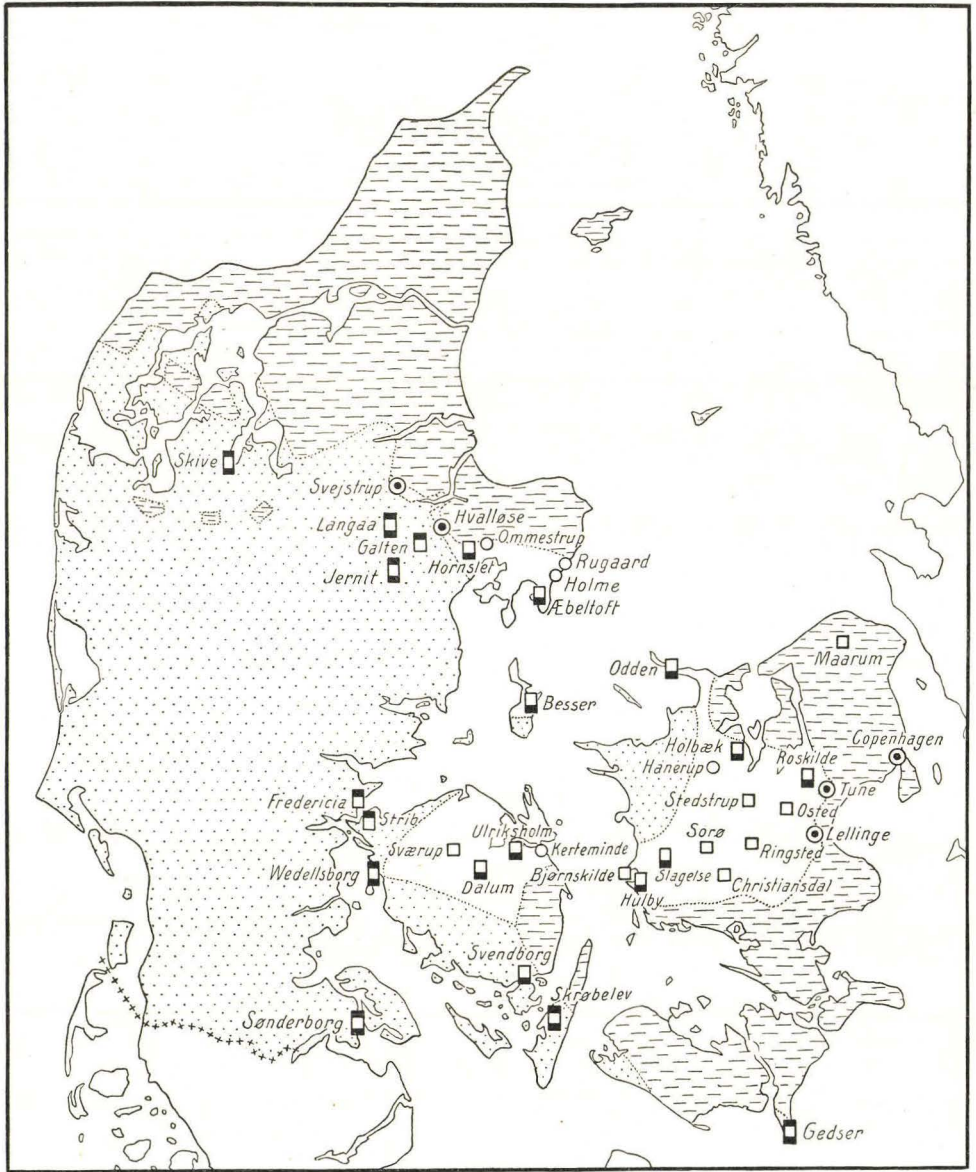 Skive
Svejstrup
Langaa
Hvalløse
Galten
Ommestrup
Hornslet
Jernit
Rugaard
Holme
Æbeltoft
Maarum
Odden
Besser
Copenhagen
Holbæk
Hanerup
Roskilde
Tune
Fredericia
Stedstrup
Osted
Strib
Ulriksholm
Sorø
Lellinge
Sværup
Kerteminde
Ringsted
Wedellsborg
Dalum
Bjørnskilde
Slagelse
Christiansdal
Hulby
Svendborg
Skrøbelev
Sønderborg
Gedser